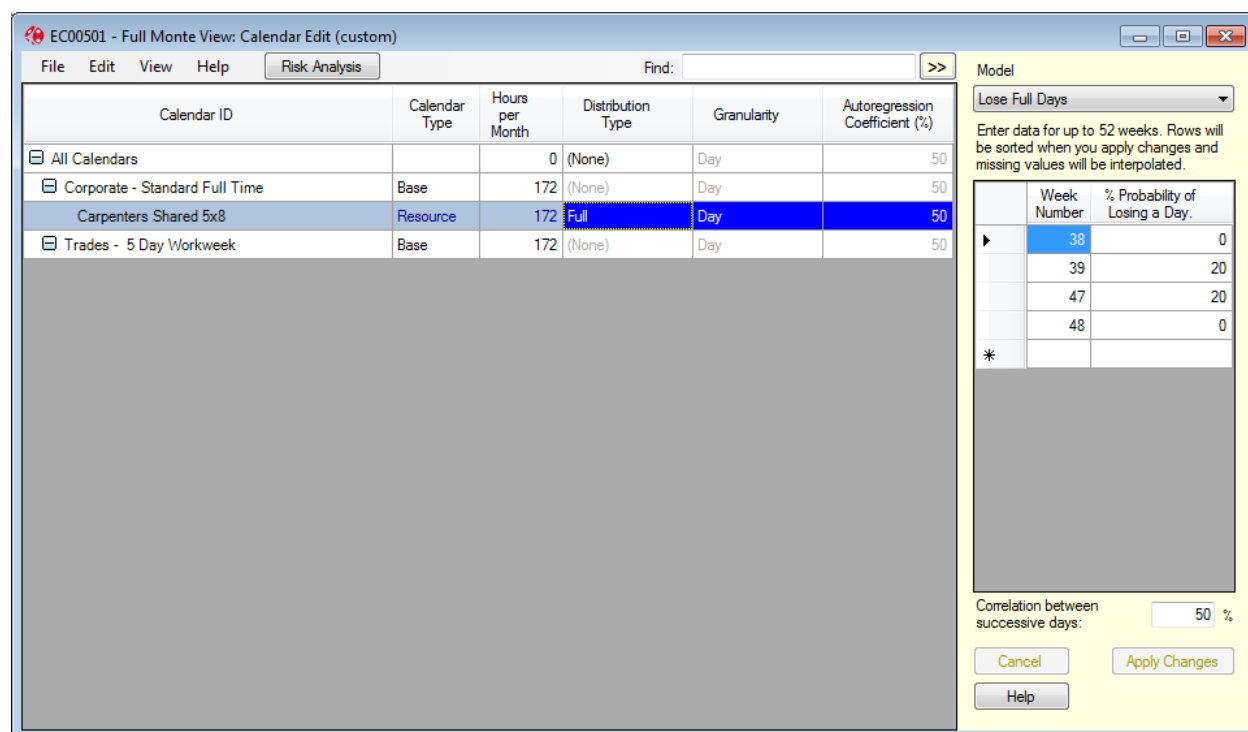 EC00501 - Full Monte View: Calendar Edit (custom)
File Edit View Help Risk Analysis Find: >>
Calendar ID Calendar Type Hours per Month Distribution Type Granularity Autoregression Coefficient (%)
All Calendars 0 (None) Day 50
Corporate - Standard Full Time Base 172 (None) Day 50
Carpenters Shared 5x8 Resource 172 Full Day 50
Trades - 5 Day Workweek Base 172 (None) Day 50
Model
Lose Full Days
Enter data for up to 52 weeks. Rows will
be sorted when you apply changes and
missing values will be interpolated.
Week Number % Probability of Losing a Day.
38 0
39 20
47 20
48 0
Correlation between
successive days: 50 %
Cancel Apply Changes
Help